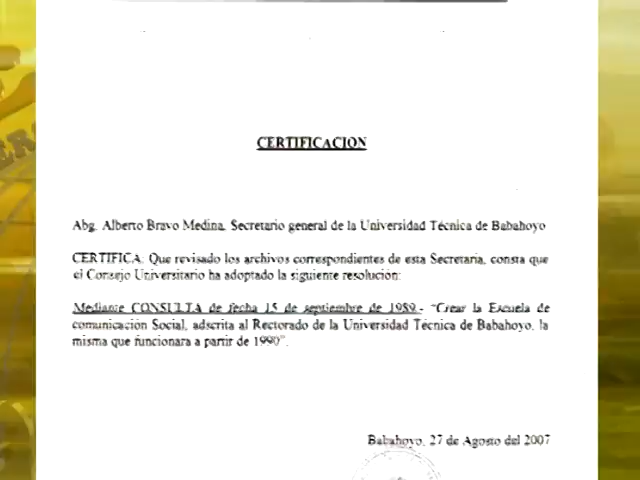 CERTIFICACION
Abg. Alberto Bravo Medina, Secretario general de la Universidad Técnica de Babahoyo
CERTIFICA: Que revisado los archivos correspondientes de esta Secretaria, consta que
el Consejo Universitario ha adoptado la siguiente resolución:
Mediante CONSULTA de fecha 15 de septiembre de 1989.- "Crear la Escuela de
comunicación Social, adscrita al Rectorado de la Universidad Técnica de Babahoyo, la
misma que funcionara a partir de 1990".
Babahoyo, 27 de Agosto del 2007